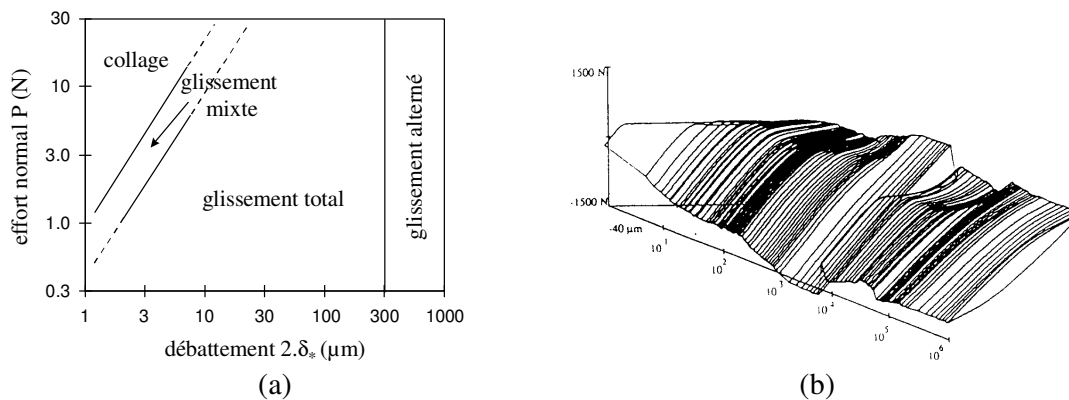 30
10
3.0
1.0
0.3
effort normal P (N)
collage
glissement
mixte
glissement total
glissement alterné
1 3 10 30 100 300 1000
débattement 2.δ* (µm)
(a)
1500 N
-1500 N
-40 µm
10¹
10²
10³
10⁴
10⁵
10⁶
(b)